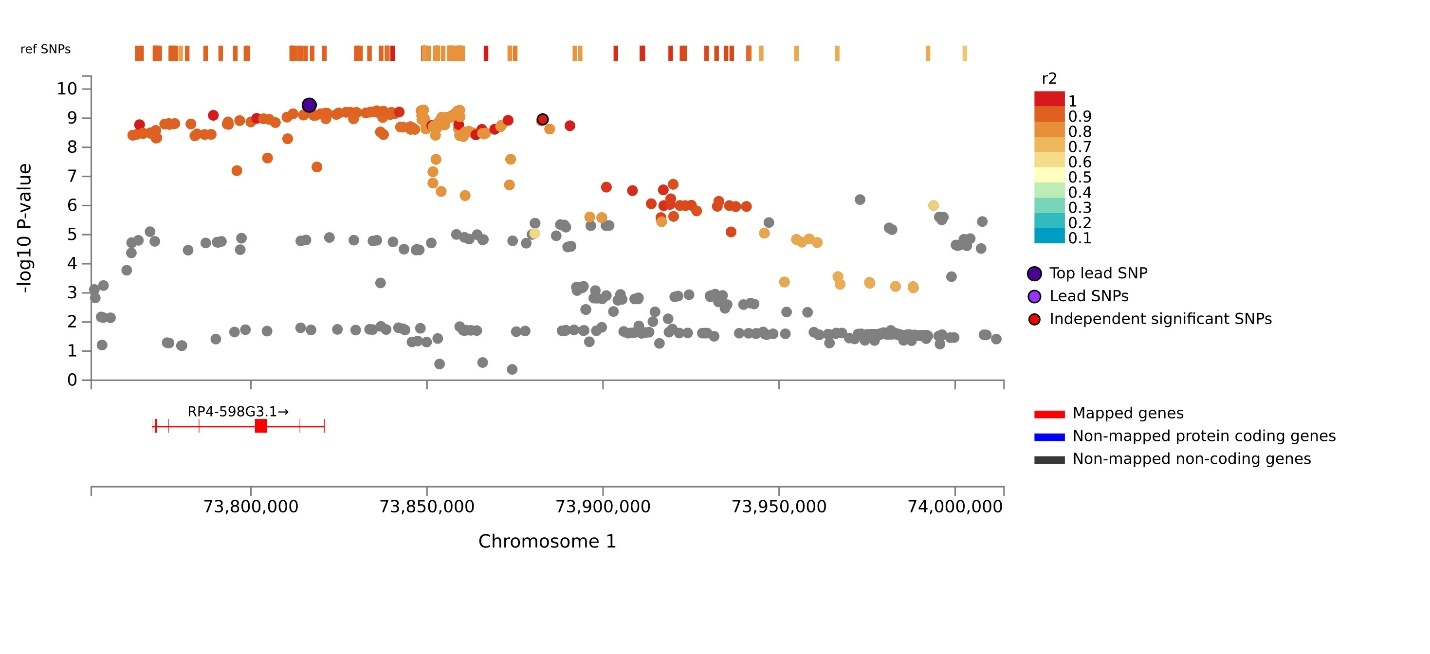 ref SNPs
10
9
8
7
6
5
4
3
2
1
0
-log10 P-value
r2
1
0.9
0.8
0.7
0.6
0.5
0.4
0.3
0.2
0.1
Top lead SNP
Lead SNPs
Independent significant SNPs
RP4-598G3.1→
Mapped genes
Non-mapped protein coding genes
Non-mapped non-coding genes
73,800,000 73,850,000 73,900,000 73,950,000 74,000,000
Chromosome 1